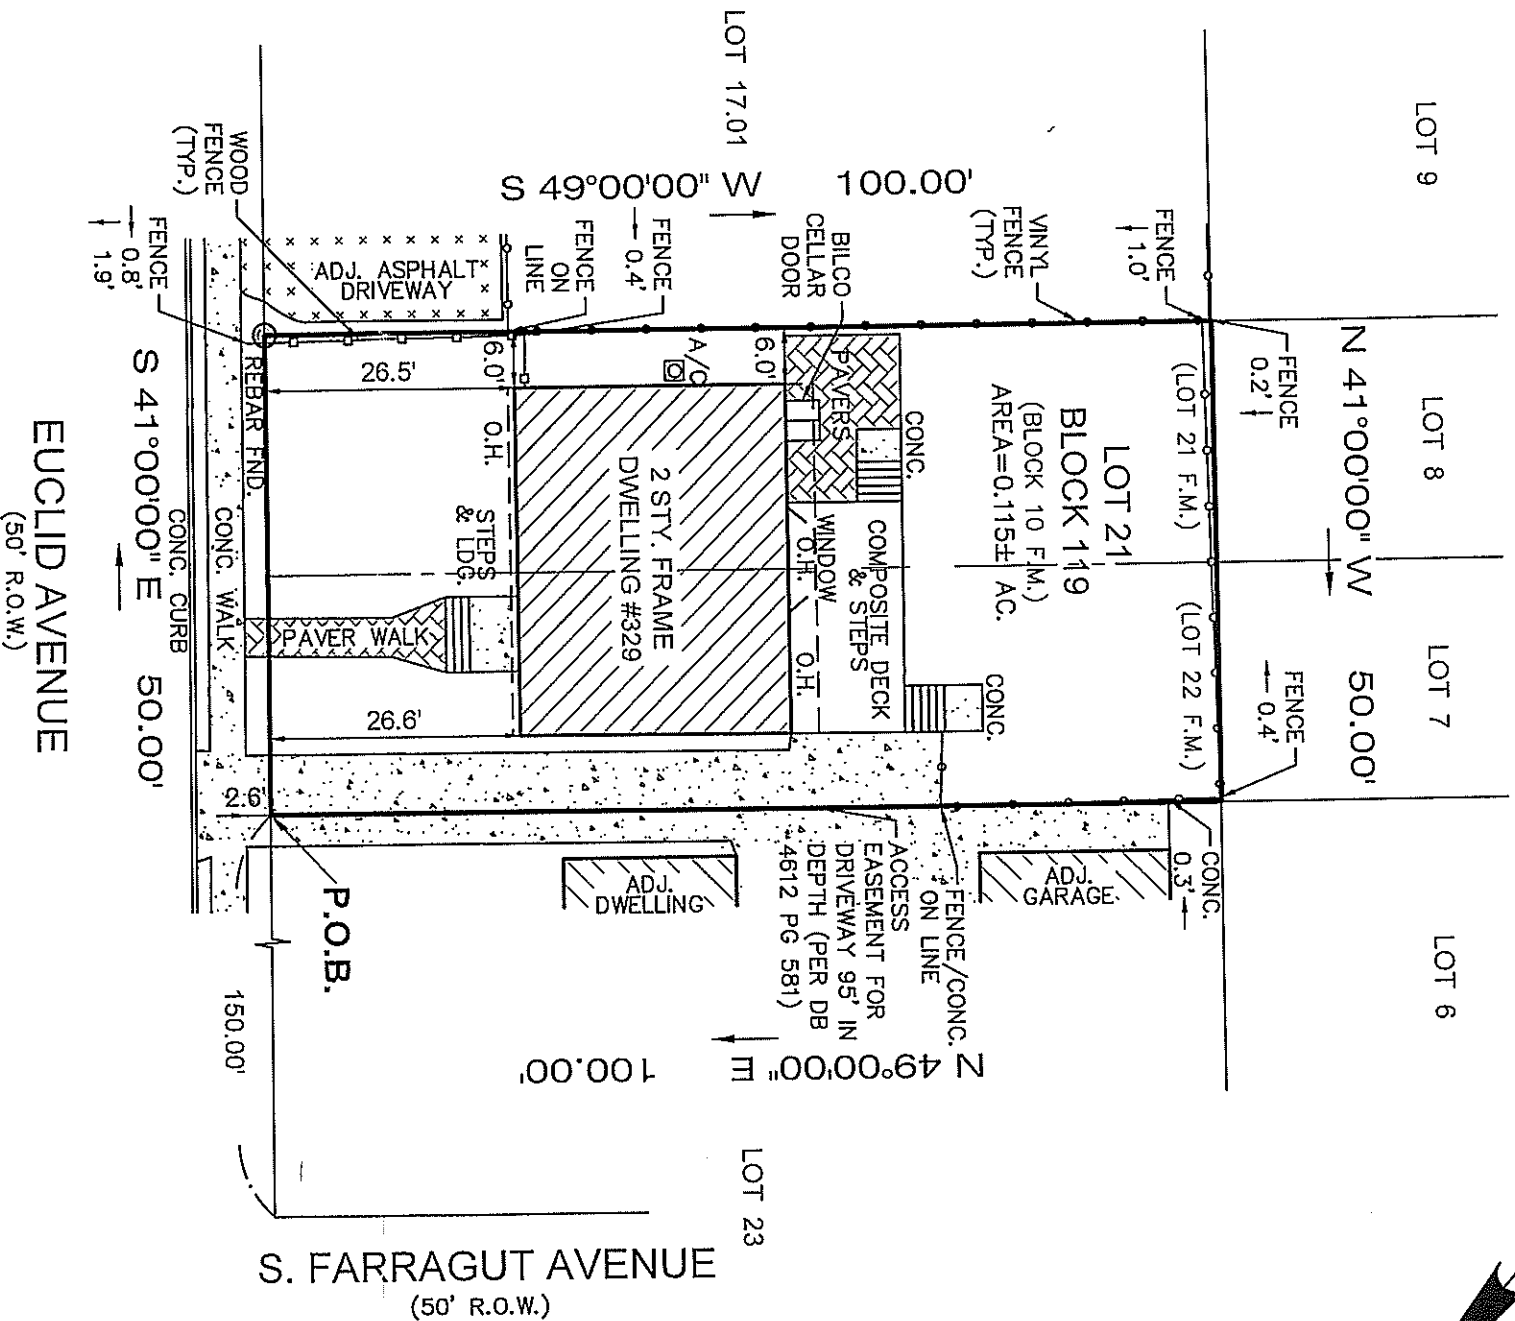 LOT 9
LOT 8
LOT 7
LOT 6
LOT 17.01
LOT 23
N 41°00'00" W 50.00'
S 49°00'00" W 100.00'
N 49°00'00" E 100.00'
S 41°00'00" E 50.00'
FENCE
1.0'
FENCE
0.2'
FENCE
0.4'
VINYL
FENCE
(TYP.)
(LOT 21 F.M.)
(LOT 22 F.M.)
LOT 21
BLOCK 119
(BLOCK 10 F.M.)
AREA=0.115± AC.
BILCO
CELLAR
DOOR
FENCE
0.4'
FENCE
ON
LINE
WOOD
FENCE
(TYP.)
FENCE
0.8'
1.9'
ADJ. ASPHALT
DRIVEWAY
PAVERS
CONC.
CONC.
CONC.
0.3'
COMPOSITE DECK
& STEPS
WINDOW
O.H.
O.H.
O.H.
A/C
6.0'
6.0'
26.5'
26.6'
2.6'
2 STY. FRAME
DWELLING #329
STEPS
& LDG.
PAVER WALK
REBAR FND.
CONC. WALK
CONC. CURB
FENCE/CONC.
ON LINE
ACCESS
EASEMENT FOR
DRIVEWAY 95' IN
DEPTH (PER DB
4612 PG 581)
ADJ.
GARAGE
ADJ.
DWELLING
P.O.B.
150.00'
EUCLID AVENUE
(50' R.O.W.)
S. FARRAGUT AVENUE
(50' R.O.W.)